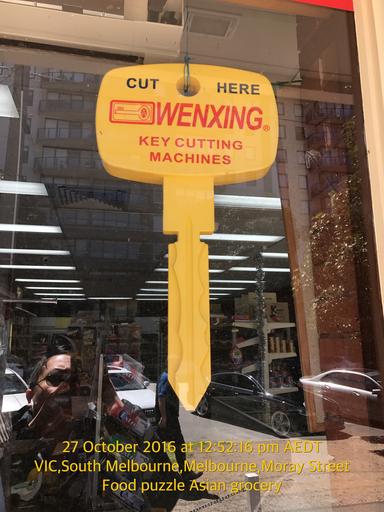 CUT HERE
WENXING®
KEY CUTTING
MACHINES
27 October 2016 at 12:52:16 pm AEDT
VIC,South Melbourne,Melbourne,Moray Street
Food puzzle Asian grocery